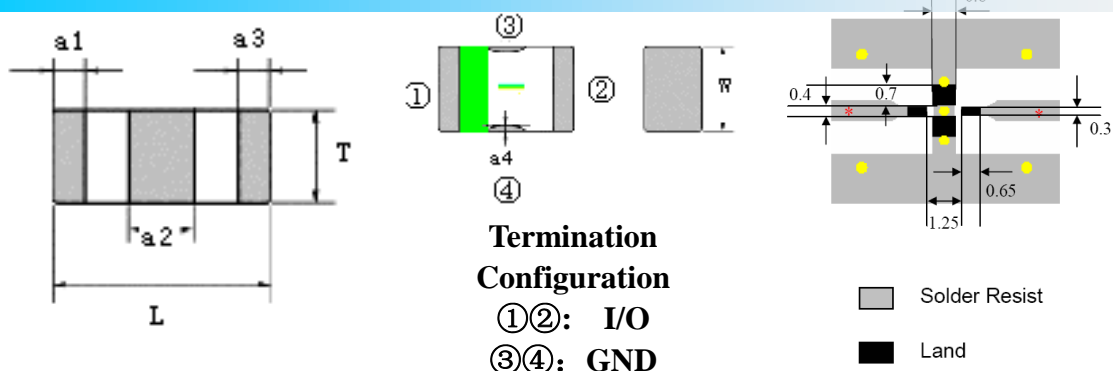 a1
a3
T
a2
L
③
①
②
W
a4
④
Termination
Configuration
①②: I/O
③④: GND
0.4
0.7
*
*
0.3
0.65
1.25
Solder Resist
Land